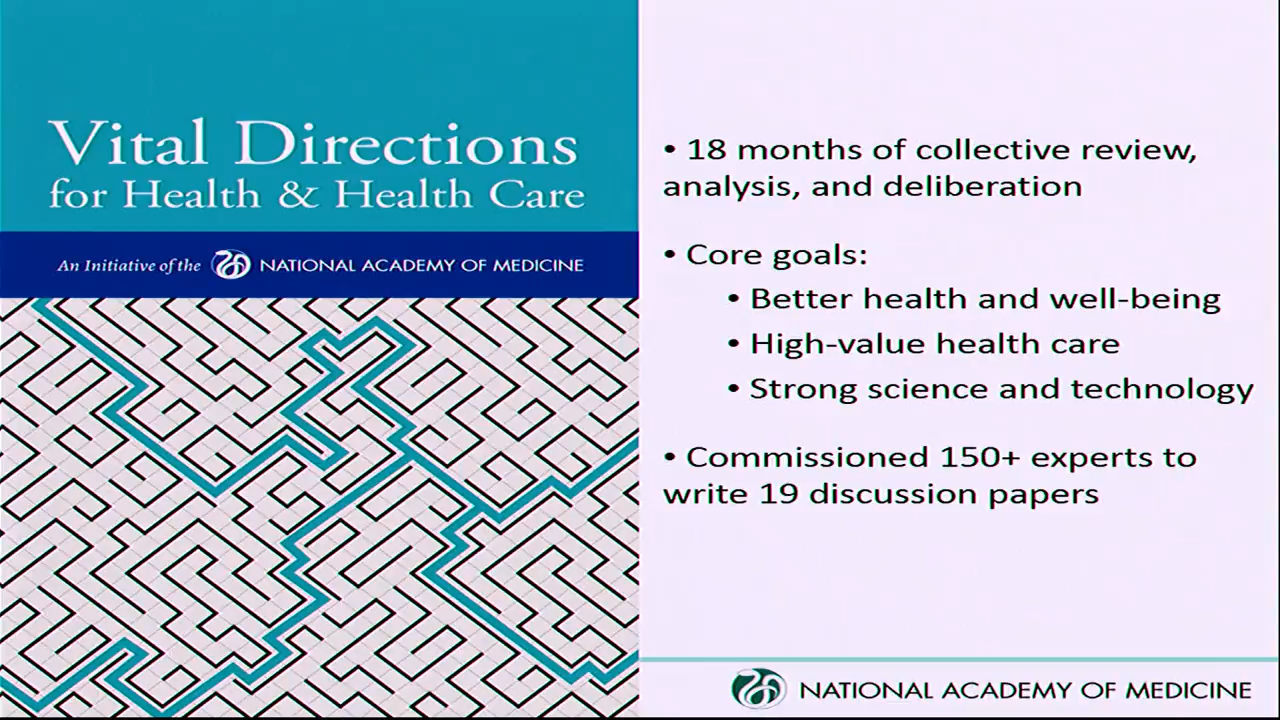 Vital Directions
for Health & Health Care
An Initiative of the NATIONAL ACADEMY OF MEDICINE
• 18 months of collective review,
analysis, and deliberation
• Core goals:
• Better health and well-being
• High-value health care
• Strong science and technology
• Commissioned 150+ experts to
write 19 discussion papers
NATIONAL ACADEMY OF MEDICINE